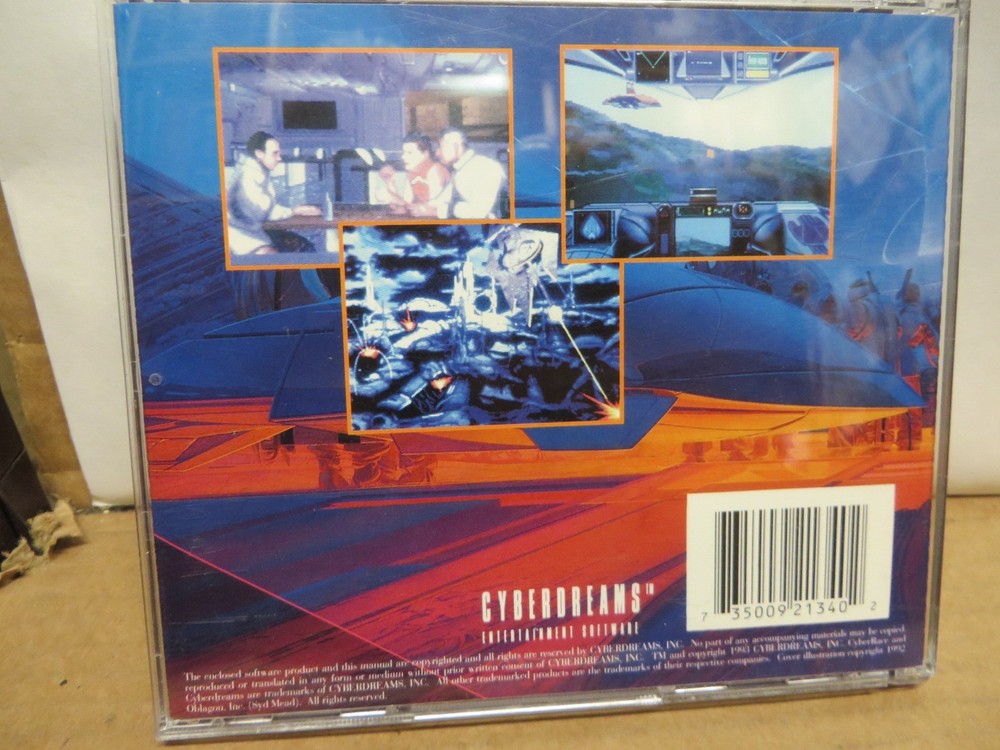 CYBERDREAMS™
ENTERTAINMENT SOFTWARE
7 35009 21340 2
The enclosed software product and this manual are copyrighted and all rights are reserved by CYBERDREAMS, INC. No part of any accompanying materials may be copied,
reproduced or translated in any form or medium without prior written consent of CYBERDREAMS, INC. TM and copyright 1993 CYBERDREAMS, INC. CyberRace and
Cyberdreams are trademarks of CYBERDREAMS, INC. All other trademarked products are the trademarks of their respective companies. Cover illustration copyright 1992
Oblagon, Inc. (Syd Mead). All rights reserved.